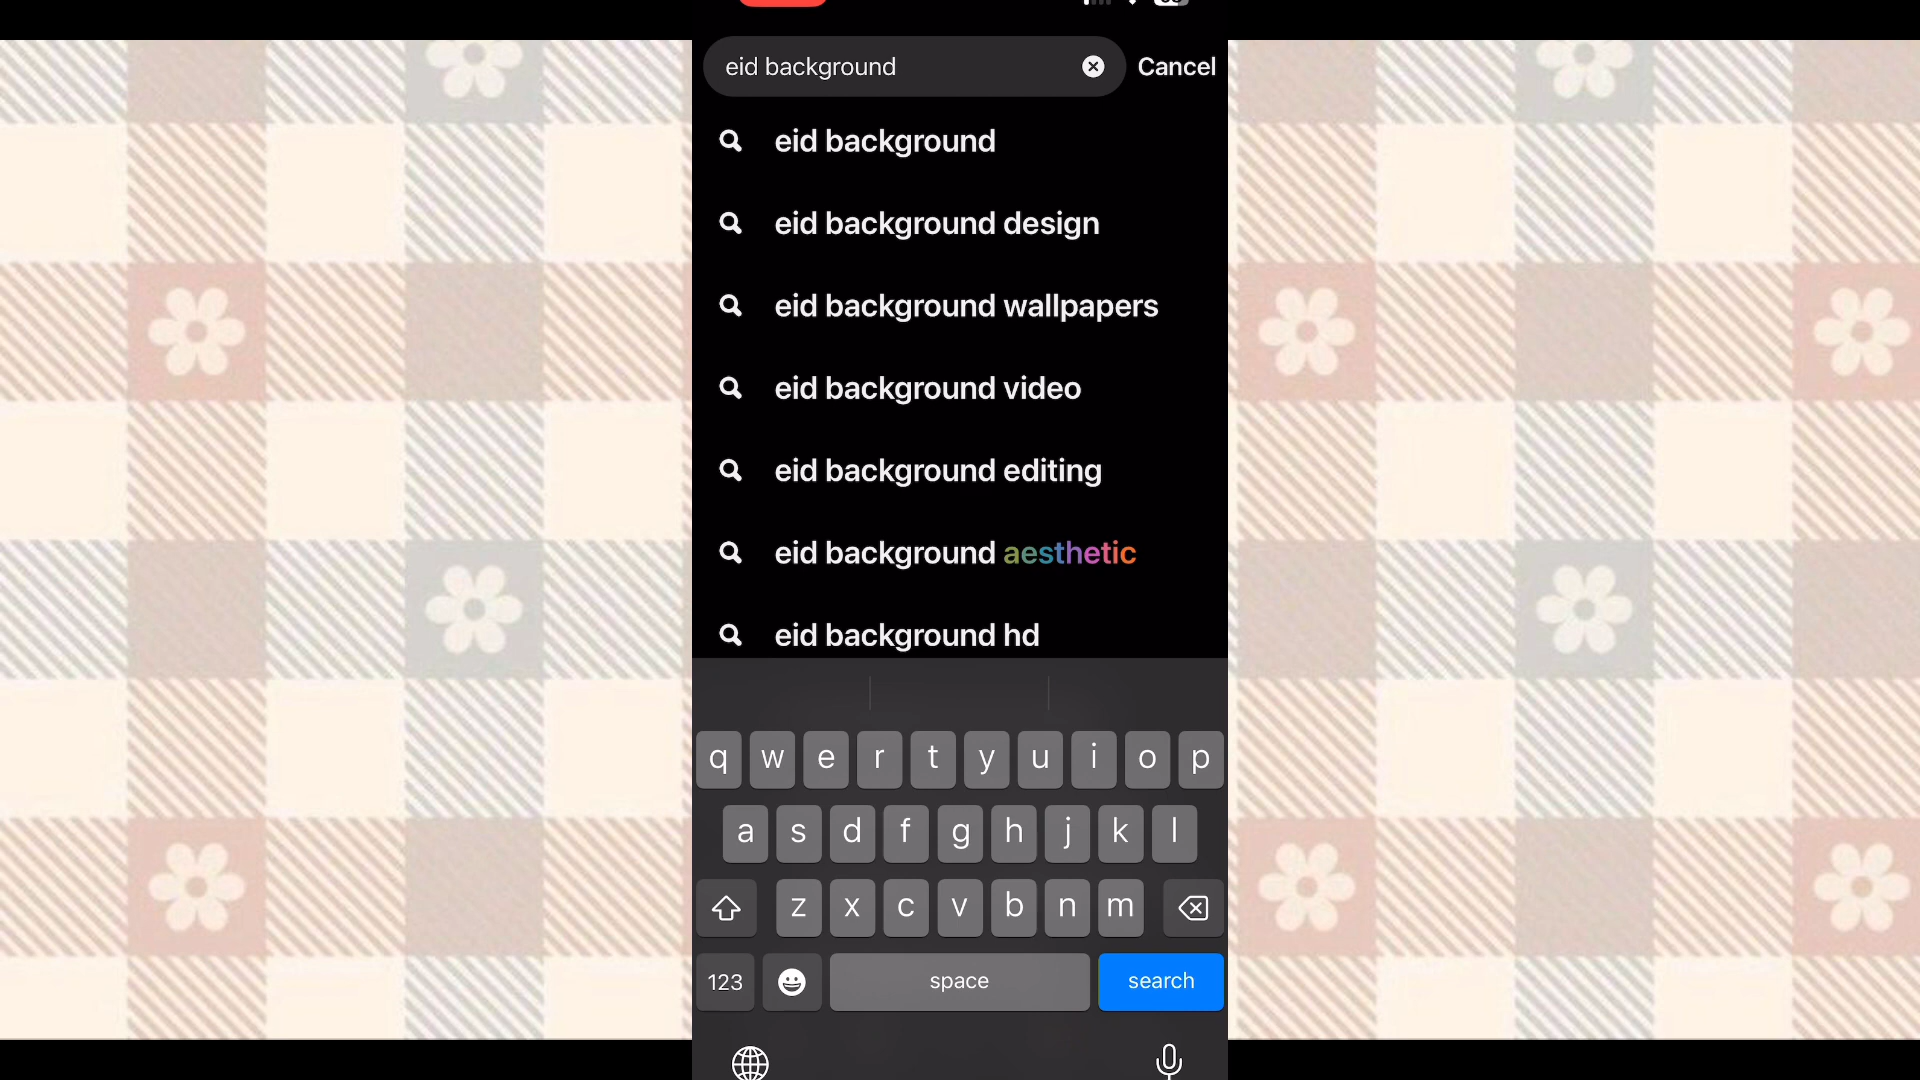 eid background
Cancel
eid background
eid background design
eid background wallpapers
eid background video
eid background editing
eid background aesthetic
eid background hd
q w e r t y u i o p
a s d f g h j k l
z x c v b n m
123 space search